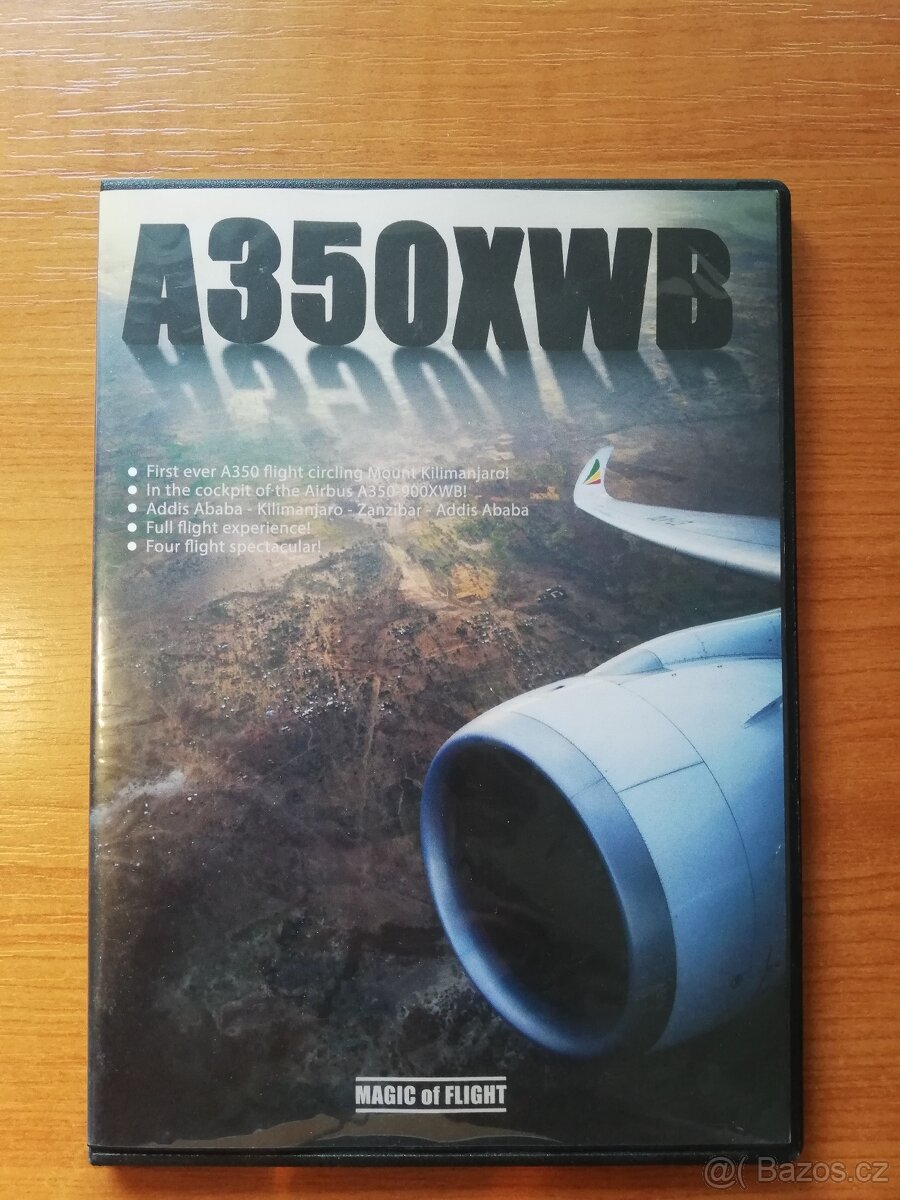 A350XWB
● First ever A350 flight circling Mount Kilimanjaro!
● In the cockpit of the Airbus A350-900XWB!
● Addis Ababa - Kilimanjaro - Zanzibar - Addis Ababa
● Full flight experience!
● Four flight spectacular!
MAGIC of FLIGHT
@( Bazos.cz